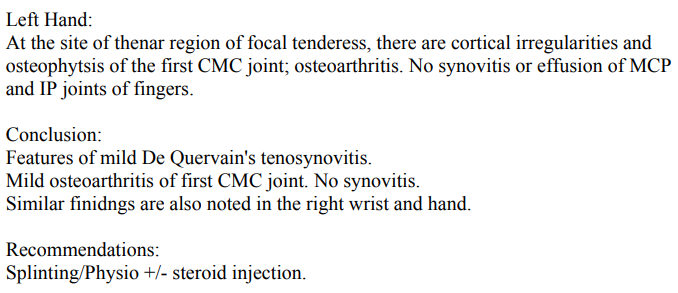 Left Hand:
At the site of thenar region of focal tenderess, there are cortical irregularities and
osteophytsis of the first CMC joint; osteoarthritis. No synovitis or effusion of MCP
and IP joints of fingers.
Conclusion:
Features of mild De Quervain's tenosynovitis.
Mild osteoarthritis of first CMC joint. No synovitis.
Similar finidngs are also noted in the right wrist and hand.
Recommendations:
Splinting/Physio +/- steroid injection.